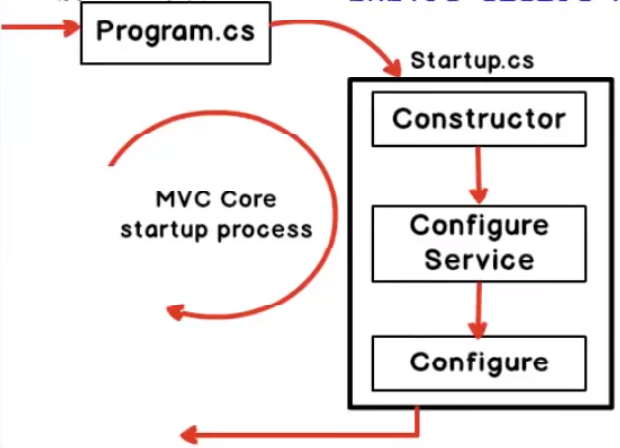 Program.cs
Startup.cs
Constructor
MVC Core
startup process
Configure
Service
Configure